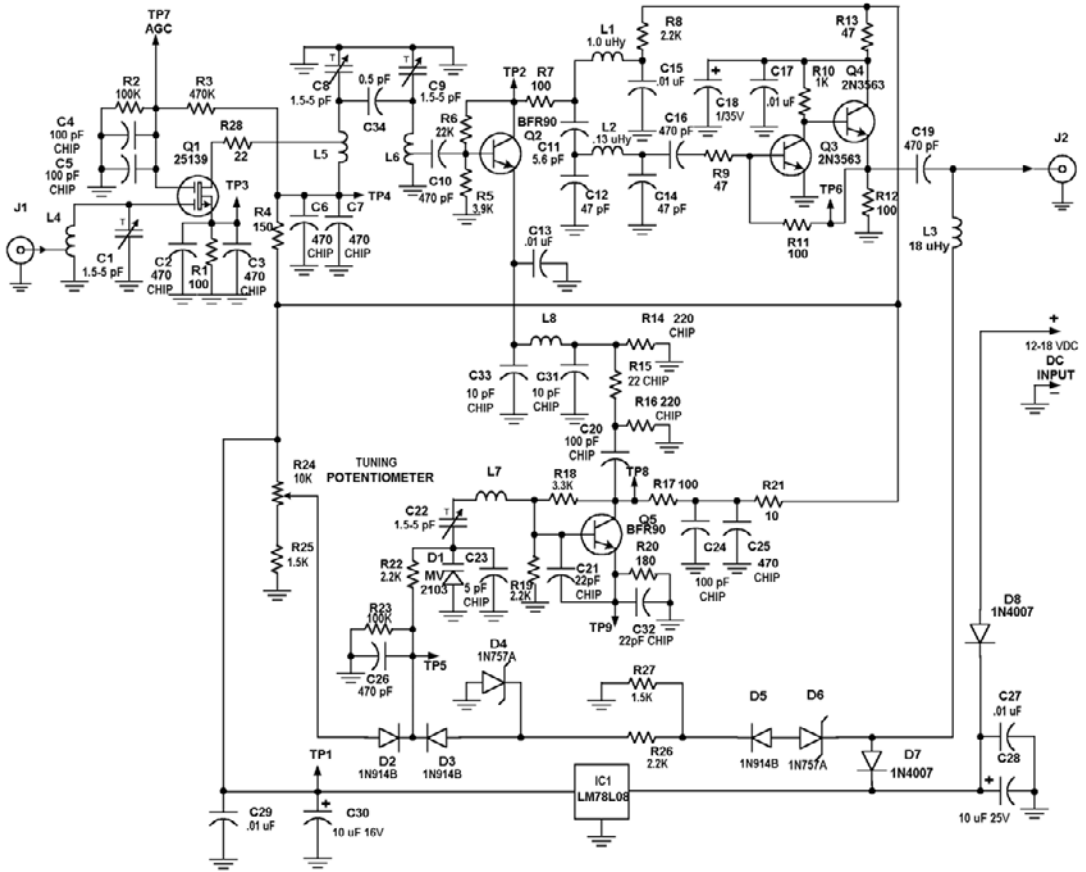 TP7
AGC
R2
100K
R3
470K
C4
100 pF
CHIP
C5
100 pF
CHIP
Q1
25139
R28
22
TP3
J1
L4
T
C1
1.5-5 pF
C2
470
CHIP
R1
100
C3
470
CHIP
R4
150
C6
470
CHIP
C7
470
CHIP
TP4
T
C8
1.5-5 pF
0.5 pF
C34
T
C9
1.5-5 pF
L5
L6
R6
22K
C10
470 pF
R5
3.9K
TP2
R7
100
BFR90
Q2
C11
5.6 pF
C12
47 pF
C13
.01 uF
L1
1.0 uHy
L2
.13 uHy
C14
47 pF
R8
2.2K
C15
.01 uF
C16
470 pF
R9
47
+
C18
1/35V
C17
.01 uF
R10
1K
R13
47
Q4
2N3563
Q3
2N3563
TP6
R11
100
R12
100
C19
470 pF
J2
L3
18 uHy
L8
C33
10 pF
CHIP
C31
10 pF
CHIP
R14 220
CHIP
R15
22 CHIP
R16 220
CHIP
C20
100 pF
CHIP
TP8
+
12-18 VDC
DC
INPUT
–
R24
10K
TUNING
POTENTIOMETER
R25
1.5K
L7
T
C22
1.5-5 pF
R18
3.3K
R17 100
R21
10
Q5
BFR90
R22
2.2K
D1
MV
2103
C23
5 pF
CHIP
R19
2.2K
C21
22pF
CHIP
R20
180
C32
22pF CHIP
TP9
C24
100 pF
CHIP
C25
470
CHIP
R23
100K
C26
470 pF
TP5
D4
1N757A
R27
1.5K
R26
2.2K
D5
1N914B
D6
1N757A
D8
1N4007
C27
.01 uF
C28
+
10 uF 25V
D7
1N4007
D2
1N914B
D3
1N914B
TP1
IC1
LM78L08
C29
.01 uF
+
C30
10 uF 16V